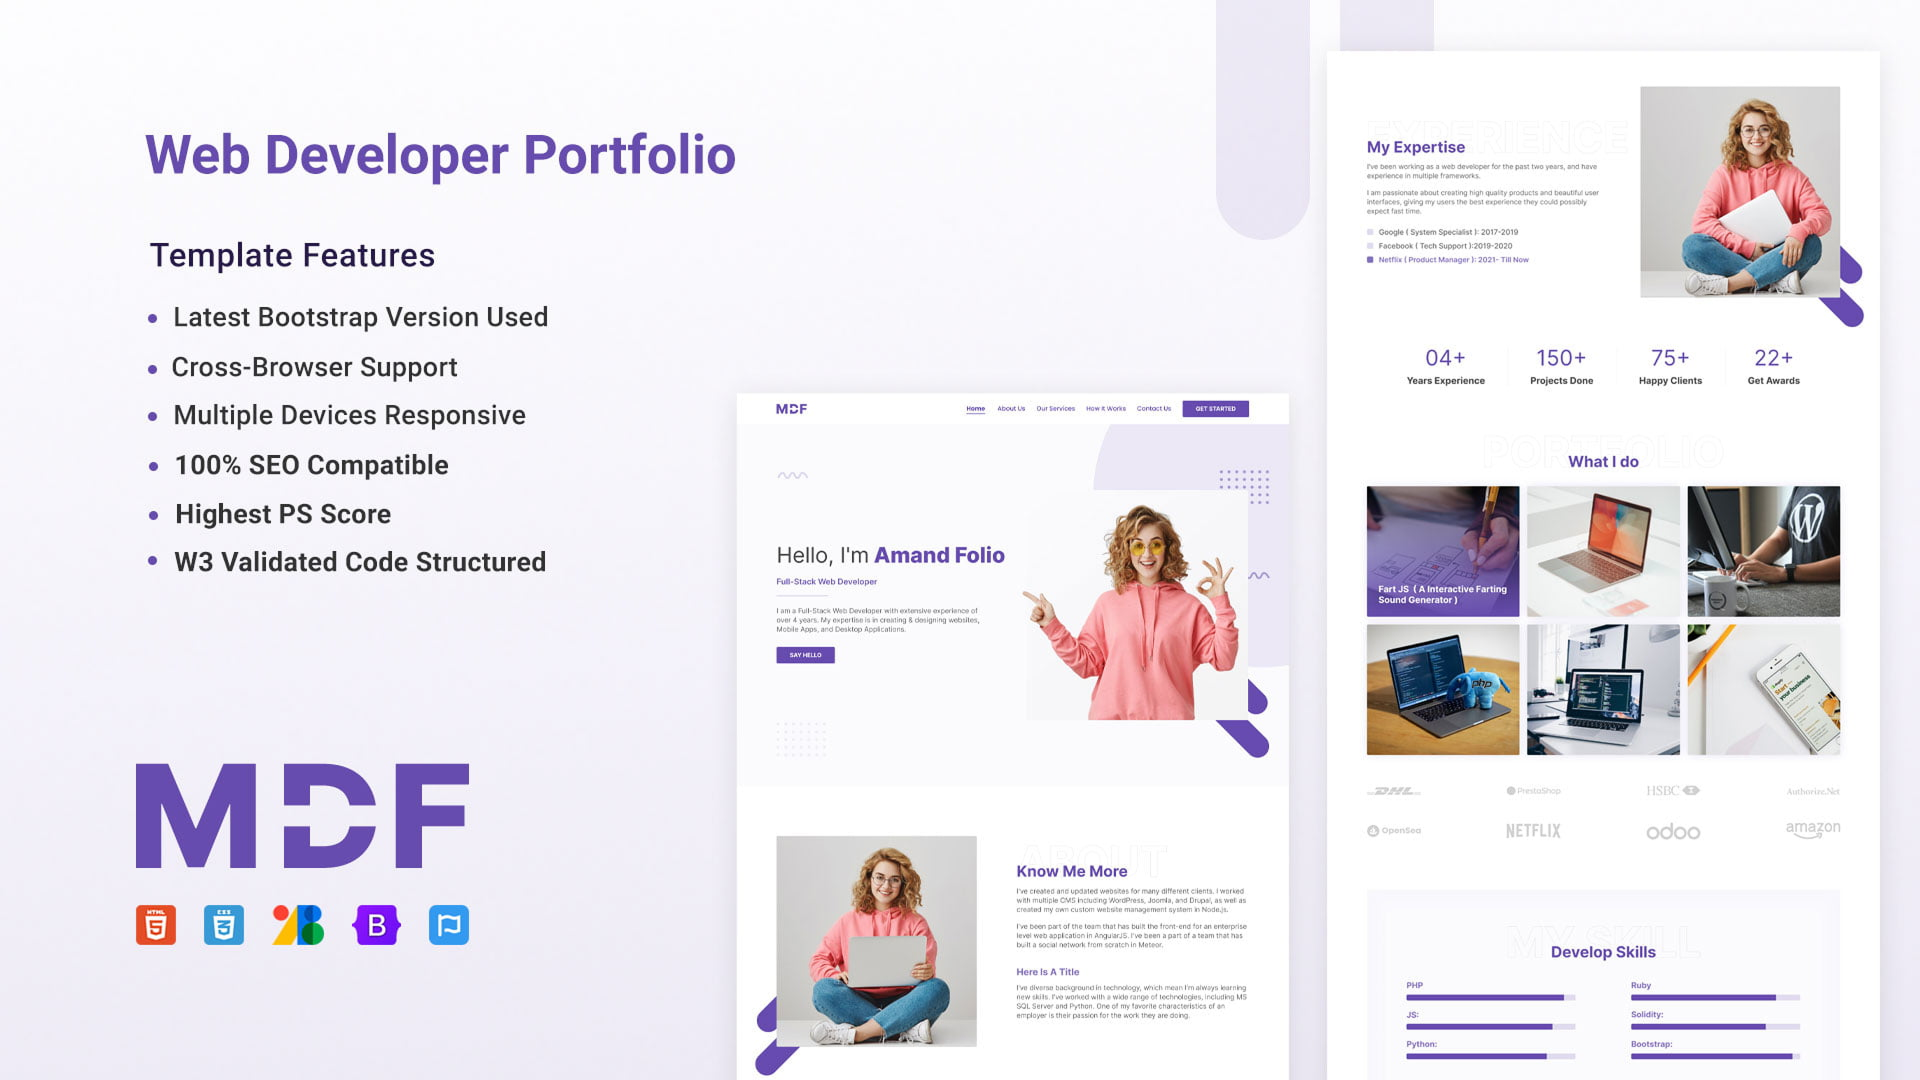 Web Developer Portfolio
Template Features
Latest Bootstrap Version Used
Cross-Browser Support
Multiple Devices Responsive
100% SEO Compatible
Highest PS Score
W3 Validated Code Structured
MDF
HTML
5
CSS
3
B
MDF
Home
About Us
Our Services
How it Works
Contact Us
GET STARTED
Hello, I'm Amand Folio
Full-Stack Web Developer
I am a Full-Stack Web Developer with extensive experience of
over 4 years. My expertise is in creating & designing websites,
Mobile Apps, and Desktop Applications.
SAY HELLO
ABOUT
Know Me More
I've created and updated websites for many different clients. I worked
with multiple CMS including WordPress, Joomla, and Drupal, as well as
created my own custom website management system in Node.js.
I've been part of the team that has built the front-end for an enterprise
level web application in AngularJS. I've been a part of a team that has
built a social network from scratch in Meteor.
Here Is A Title
I've diverse background in technology, which mean I'm always learning
new skills. I've worked with a wide range of technologies, including MS
SQL Server and Python. One of my favorite characteristics of an
employer is their passion for the work they are doing.
EXPERIENCE
My Expertise
I've been working as a web developer for the past two years, and have
experience in multiple frameworks.
I am passionate about creating high quality products and beautiful user
interfaces, giving my users the best experience they could possibly
expect fast time.
Google ( System Specialist ): 2017-2019
Facebook ( Tech Support ):2019-2020
Netflix ( Product Manager ): 2021- Till Now
04+
Years Experience
150+
Projects Done
75+
Happy Clients
22+
Get Awards
PORTFOLIO
What I do
Fart JS ( A Interactive Farting
Sound Generator )
php
Start
your business
DHL
PrestaShop
HSBC
Authorize.Net
OpenSea
NETFLIX
odoo
amazon
MY SKILL
Develop Skills
PHP
JS:
Python:
Ruby
Solidity:
Bootstrap: